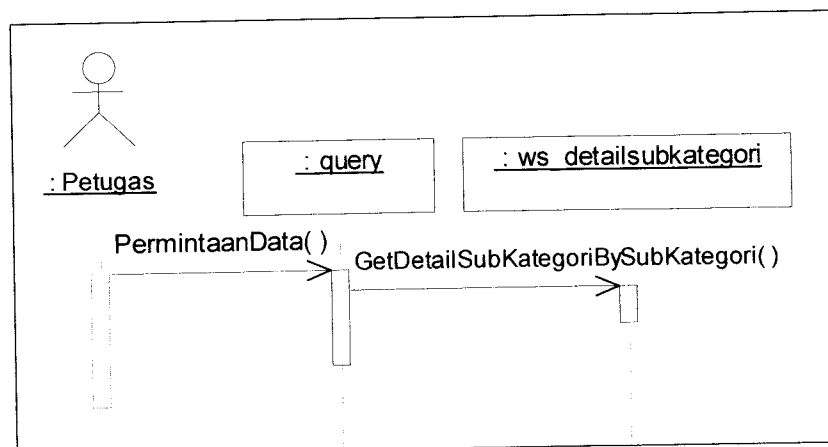 : Petugas
: query
: ws_detailsubkategori
PermintaanData( )
GetDetailSubKategoriBySubKategori( )